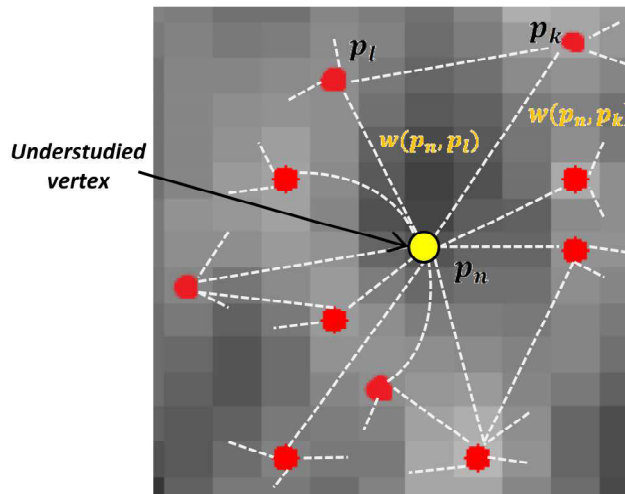 p_l
p_k
w(p_n, p_l)
w(p_n, p_k)
Understudied
vertex
p_n